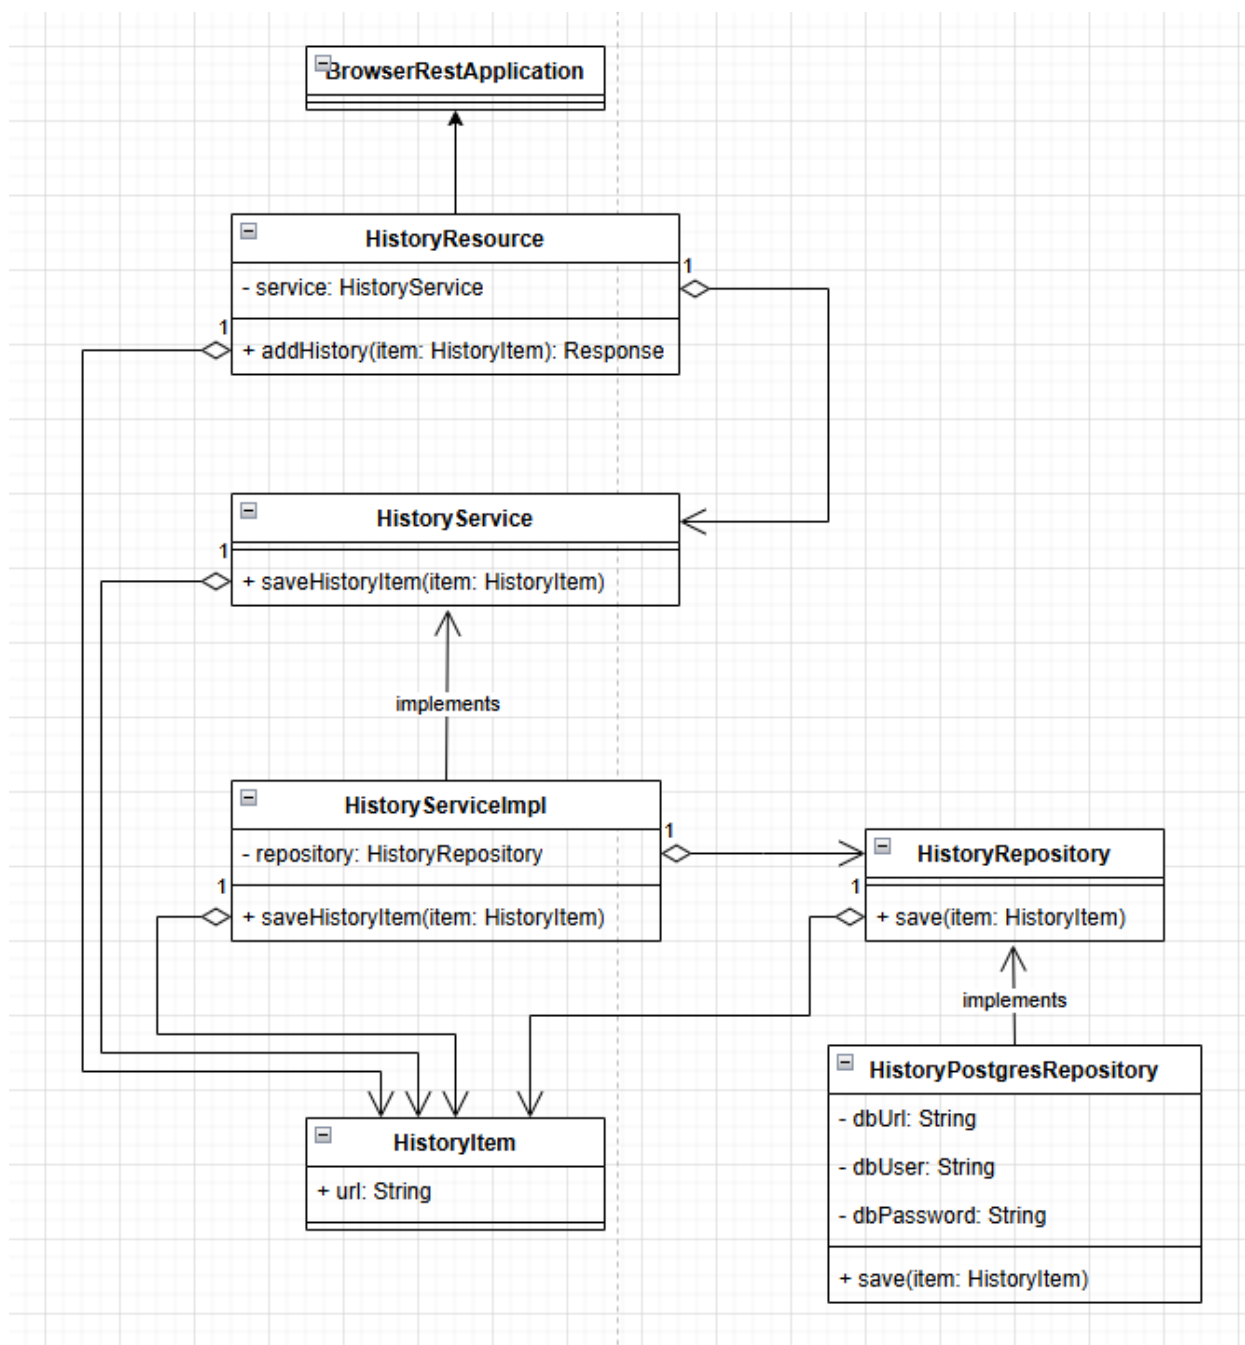 BrowserRestApplication
HistoryResource
1
- service: HistoryService
1
+ addHistory(item: HistoryItem): Response
HistoryService
1
+ saveHistoryItem(item: HistoryItem)
implements
HistoryServiceImpl
1
- repository: HistoryRepository
1
+ saveHistoryItem(item: HistoryItem)
HistoryRepository
1
+ save(item: HistoryItem)
implements
HistoryPostgresRepository
- dbUrl: String
- dbUser: String
- dbPassword: String
+ save(item: HistoryItem)
HistoryItem
+ url: String